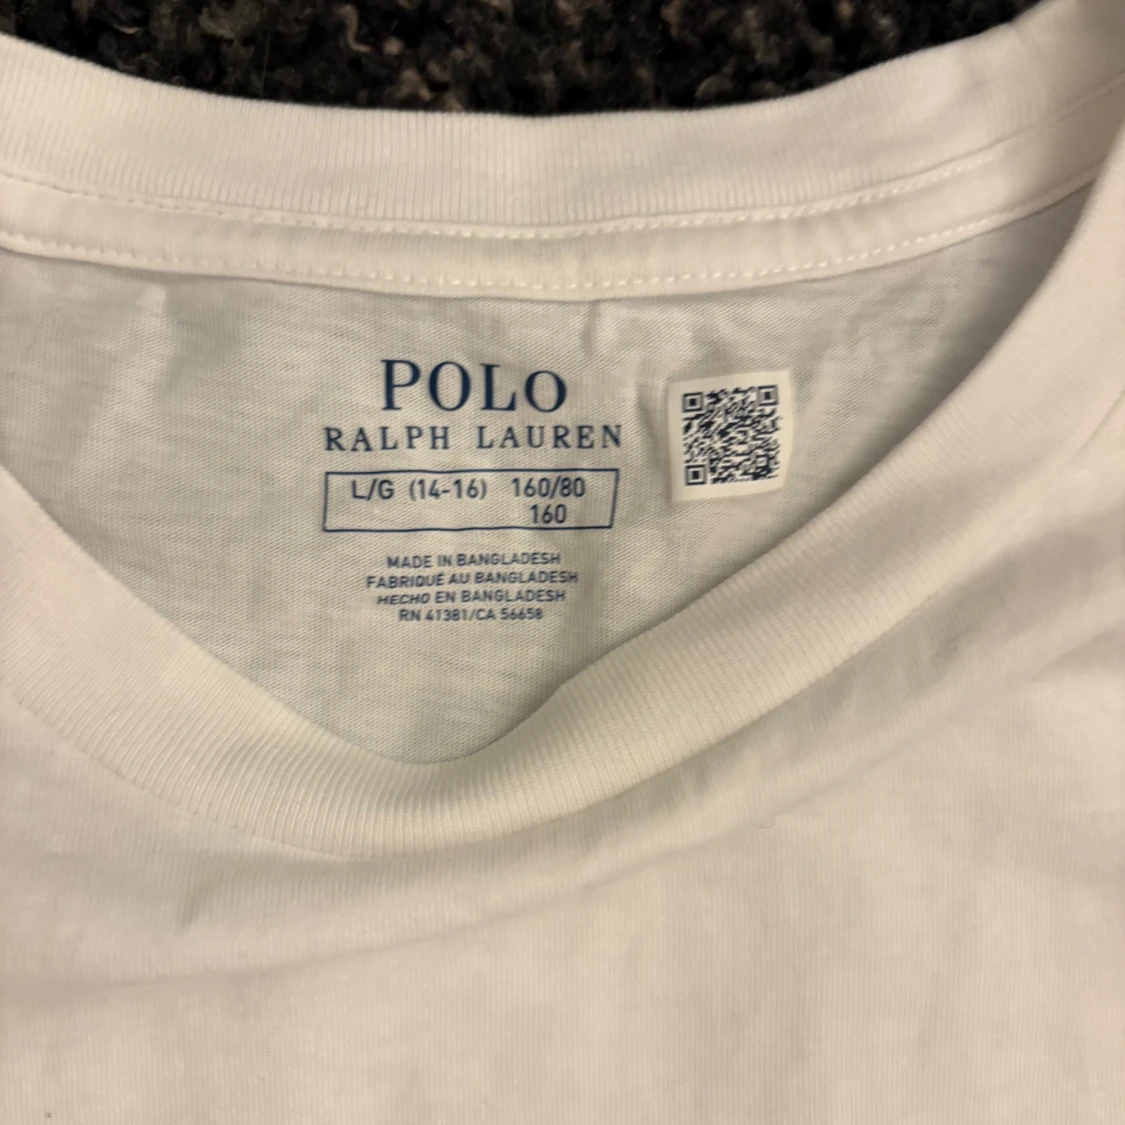 POLO
RALPH LAUREN
L/G (14-16) 160/80
160
MADE IN BANGLADESH
FABRIQUÉ AU BANGLADESH
HECHO EN BANGLADESH
RN 41381/CA 56658